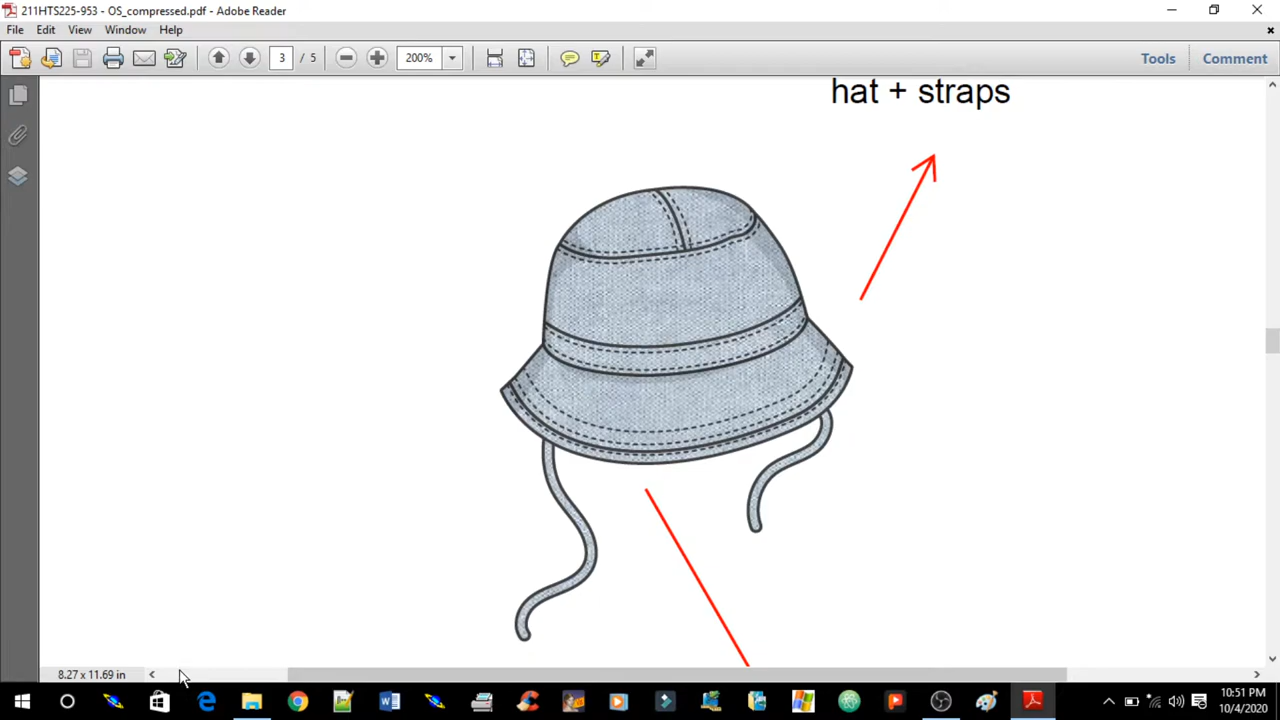 211HTS225-953 - OS_compressed.pdf - Adobe Reader
File Edit View Window Help
3 / 5 200% Tools Comment
hat + straps
8.27 x 11.69 in
10:51 PM
10/4/2020